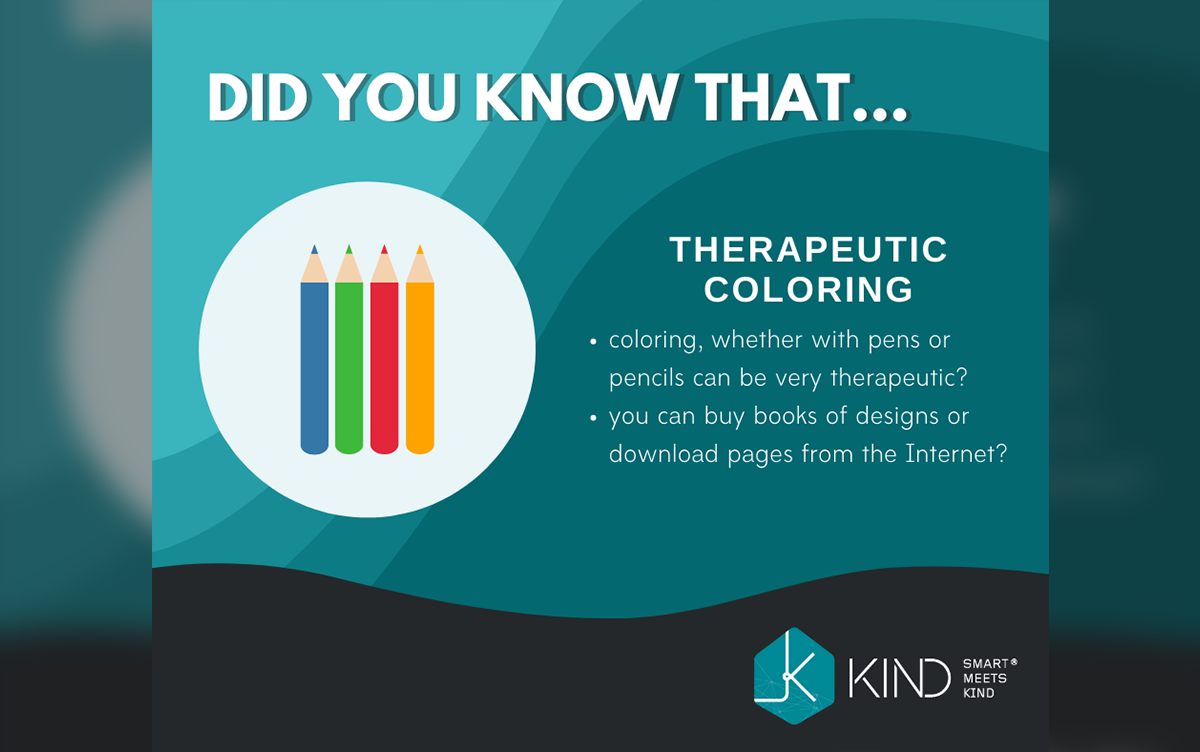 DID YOU KNOW THAT...
THERAPEUTIC
COLORING
• coloring, whether with pens or
pencils can be very therapeutic?
• you can buy books of designs or
download pages from the Internet?
K
KIND
SMART®
MEETS
KIND